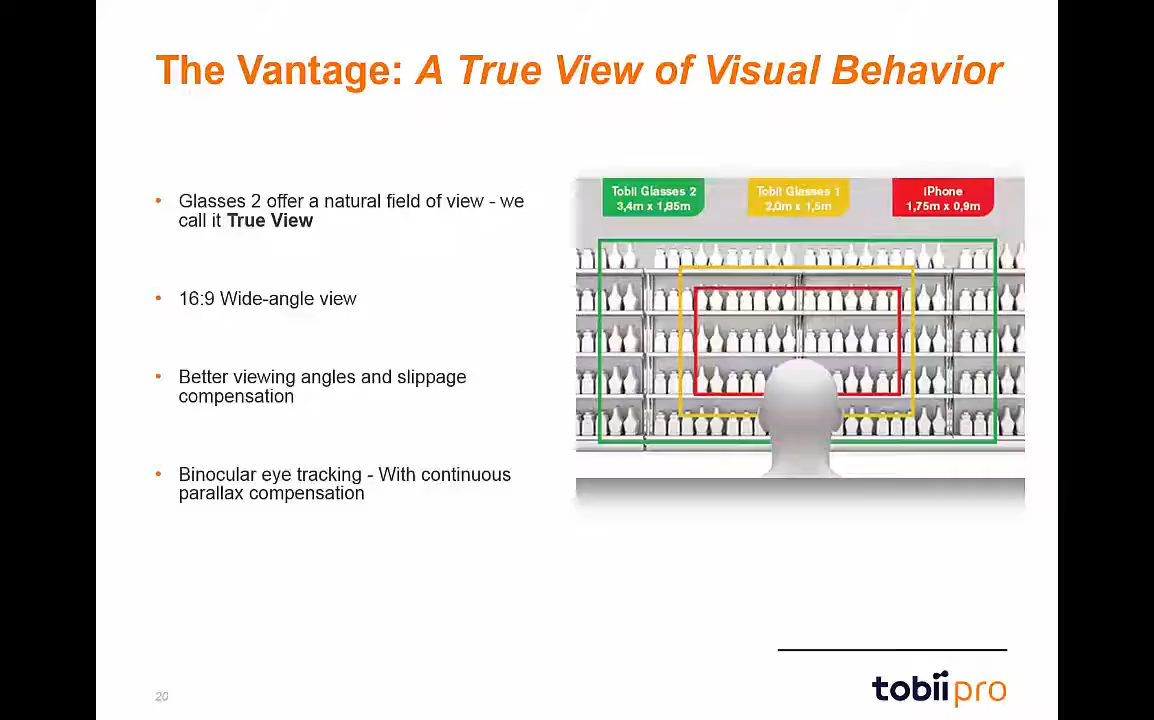 The Vantage: A True View of Visual Behavior
• Glasses 2 offer a natural field of view - we
call it True View
• 16:9 Wide-angle view
• Better viewing angles and slippage
compensation
• Binocular eye tracking - With continuous
parallax compensation
Tobii Glasses 2
3,4m x 1,85m
Tobii Glasses 1
2,0m x 1,5m
iPhone
1,75m x 0,9m
20
tobii pro